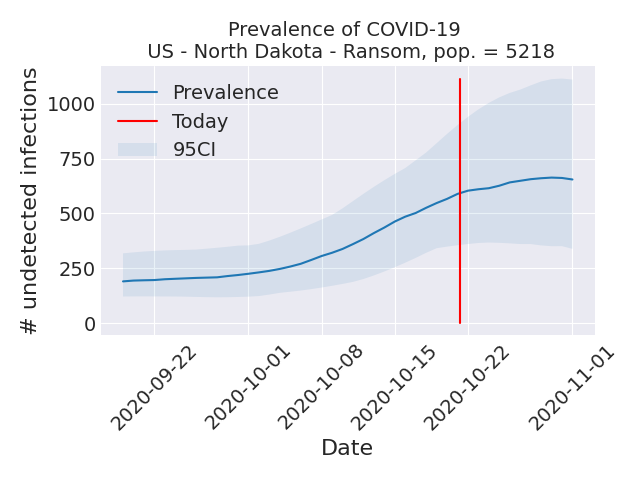 Prevalence of COVID-19
US - North Dakota - Ransom, pop. = 5218
# undetected infections
1000
750
500
250
0
Prevalence
Today
95CI
2020-09-22
2020-10-01
2020-10-08
2020-10-15
2020-10-22
2020-11-01
Date